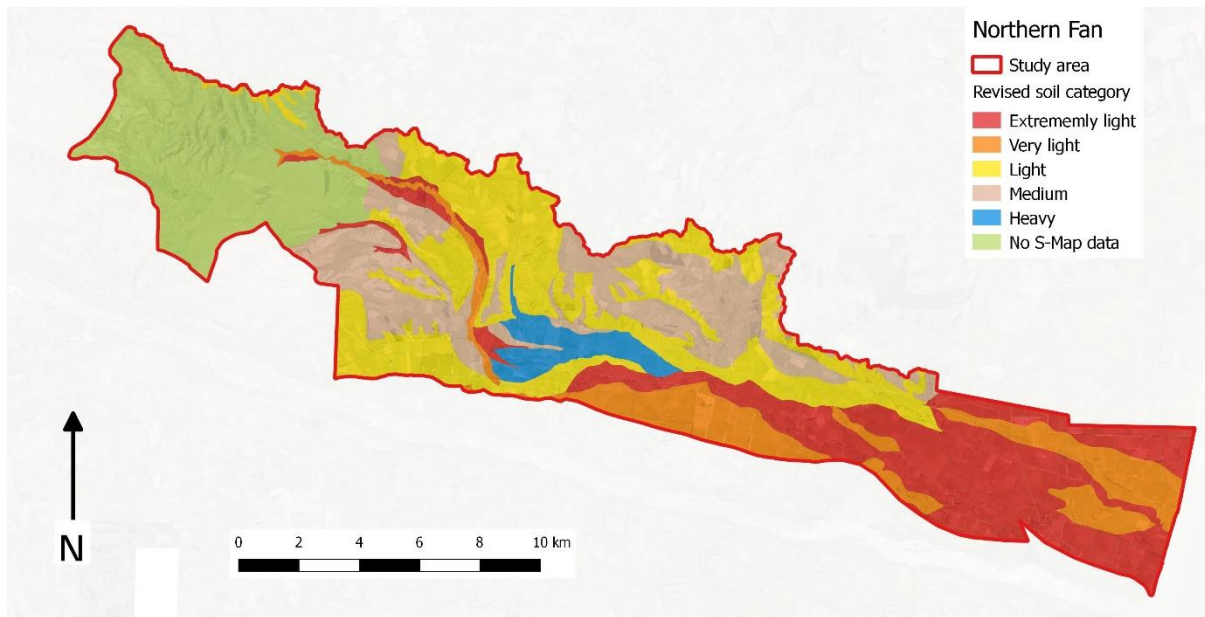 Northern Fan
Study area
Revised soil category
Extrememly light
Very light
Light
Medium
Heavy
No S-Map data
N
0 2 4 6 8 10 km